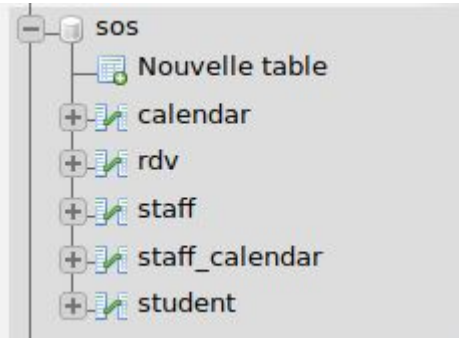 sos
Nouvelle table
calendar
rdv
staff
staff_calendar
student